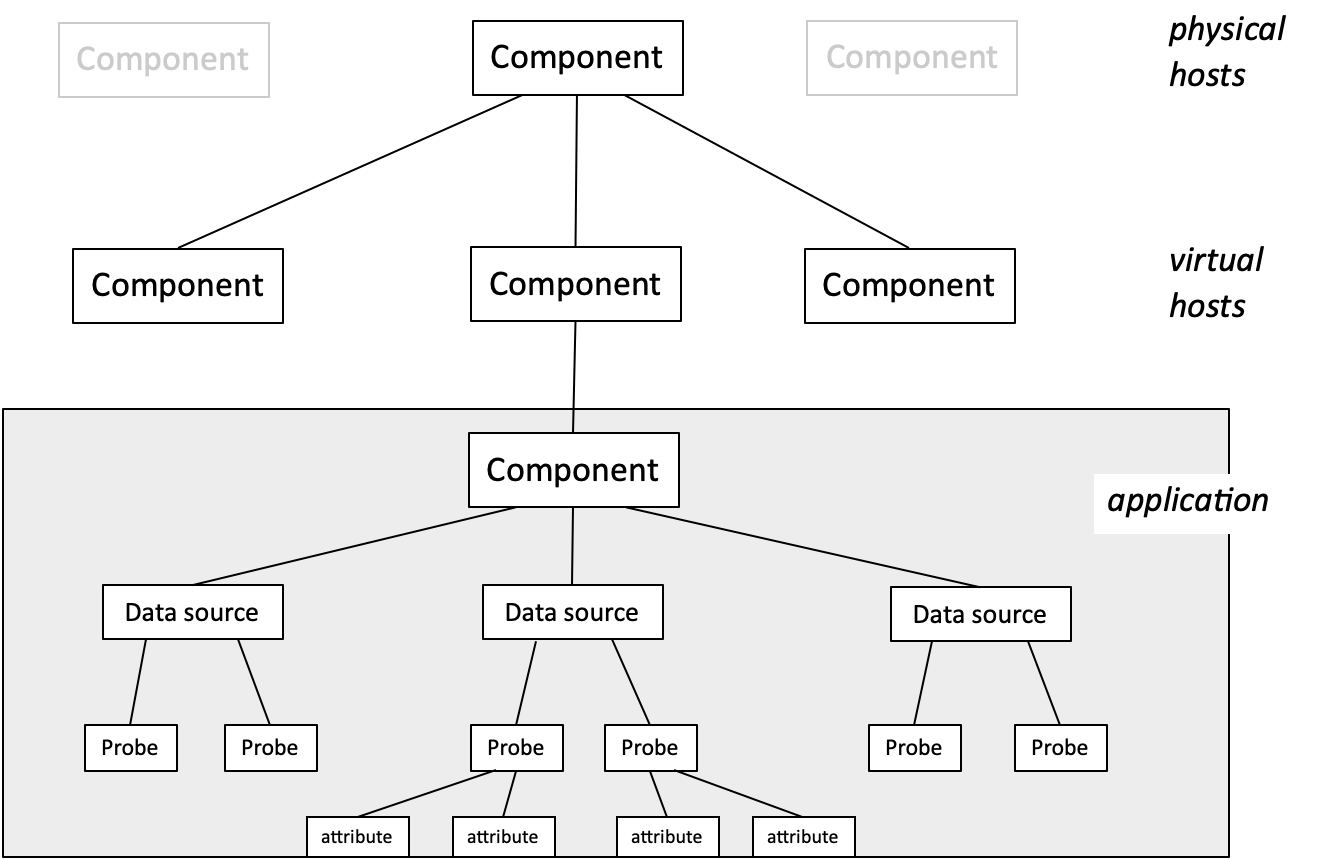 Component
Component
Component
physical
hosts
Component
Component
Component
virtual
hosts
Component
application
Data source
Data source
Data source
Probe
Probe
Probe
Probe
Probe
Probe
attribute
attribute
attribute
attribute